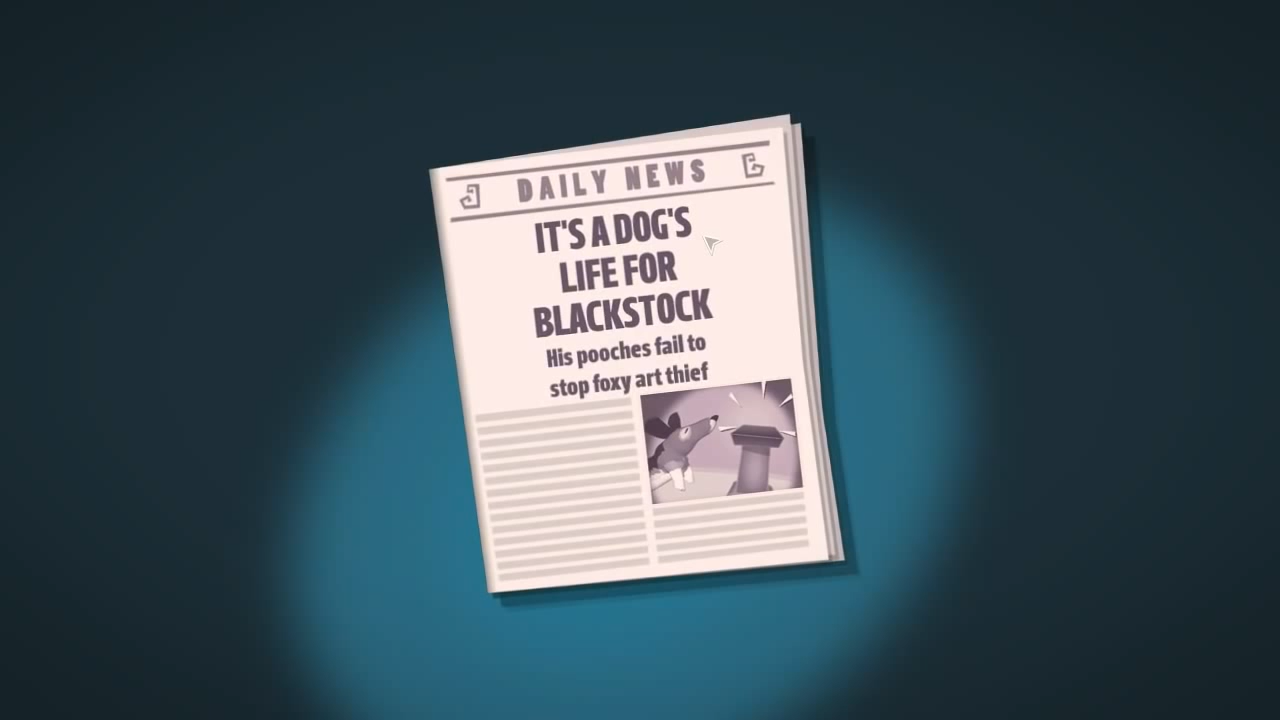 DAILY NEWS
IT'S A DOG'S
LIFE FOR
BLACKSTOCK
His pooches fail to
stop foxy art thief